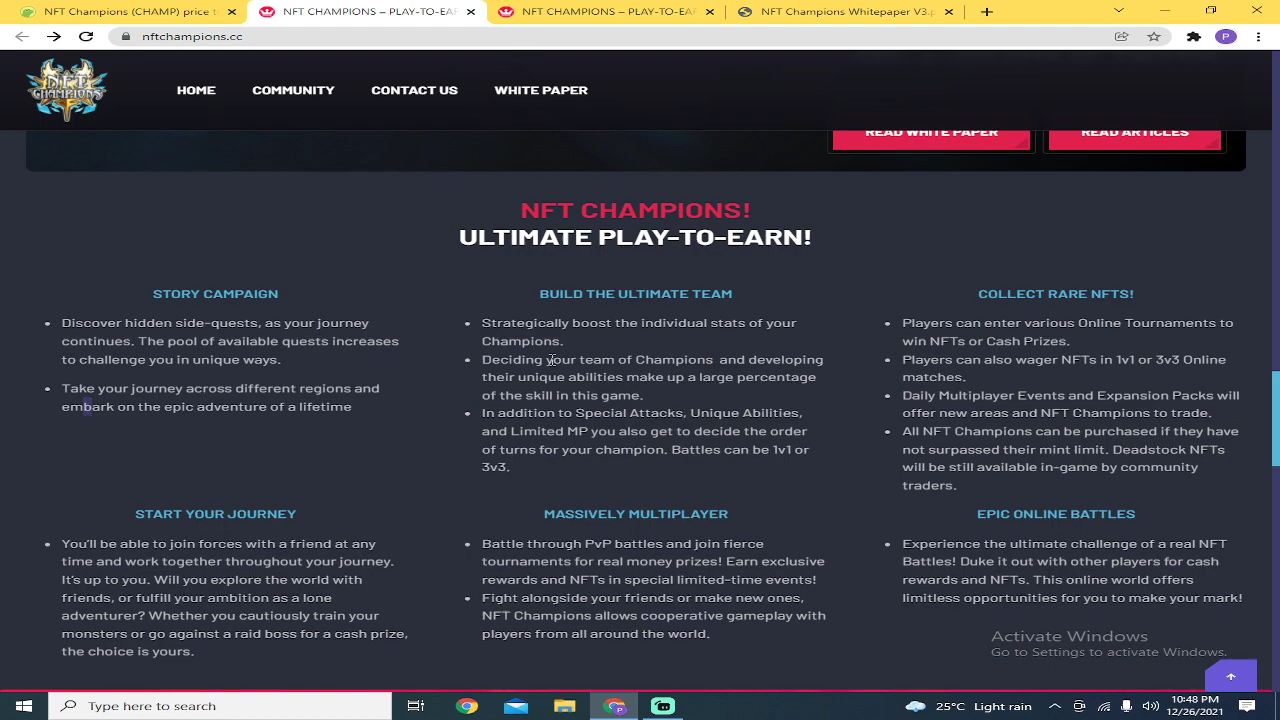 NFT Champions (CHAMP) price t
NFT CHAMPIONS – PLAY-TO-EAR
NFT CHAMPIONS – PLAY-TO-EAR
NFT Champions Whitepaper V3.p
nftchampions.cc
P
NFT
CHAMPIONS
HOME
COMMUNITY
CONTACT US
WHITE PAPER
READ WHITE PAPER
READ ARTICLES
NFT CHAMPIONS!
ULTIMATE PLAY-TO-EARN!
STORY CAMPAIGN
• Discover hidden side-quests, as your journey
continues. The pool of available quests increases
to challenge you in unique ways.
• Take your journey across different regions and
embark on the epic adventure of a lifetime
BUILD THE ULTIMATE TEAM
• Strategically boost the individual stats of your
Champions.
• Deciding your team of Champions and developing
their unique abilities make up a large percentage
of the skill in this game.
• In addition to Special Attacks, Unique Abilities,
and Limited MP you also get to decide the order
of turns for your champion. Battles can be 1v1 or
3v3.
COLLECT RARE NFTS!
• Players can enter various Online Tournaments to
win NFTs or Cash Prizes.
• Players can also wager NFTs in 1v1 or 3v3 Online
matches.
• Daily Multiplayer Events and Expansion Packs will
offer new areas and NFT Champions to trade.
• All NFT Champions can be purchased if they have
not surpassed their mint limit. Deadstock NFTs
will be still available in-game by community
traders.
START YOUR JOURNEY
• You'll be able to join forces with a friend at any
time and work together throughout your journey.
It's up to you. Will you explore the world with
friends, or fulfill your ambition as a lone
adventurer? Whether you cautiously train your
monsters or go against a raid boss for a cash prize,
the choice is yours.
MASSIVELY MULTIPLAYER
• Battle through PvP battles and join fierce
tournaments for real money prizes! Earn exclusive
rewards and NFTs in special limited-time events!
• Fight alongside your friends or make new ones,
NFT Champions allows cooperative gameplay with
players from all around the world.
EPIC ONLINE BATTLES
• Experience the ultimate challenge of a real NFT
Battles! Duke it out with other players for cash
rewards and NFTs. This online world offers
limitless opportunities for you to make your mark!
Activate Windows
Go to Settings to activate Windows.
Type here to search
25°C Light rain
10:48 PM
12/26/2021